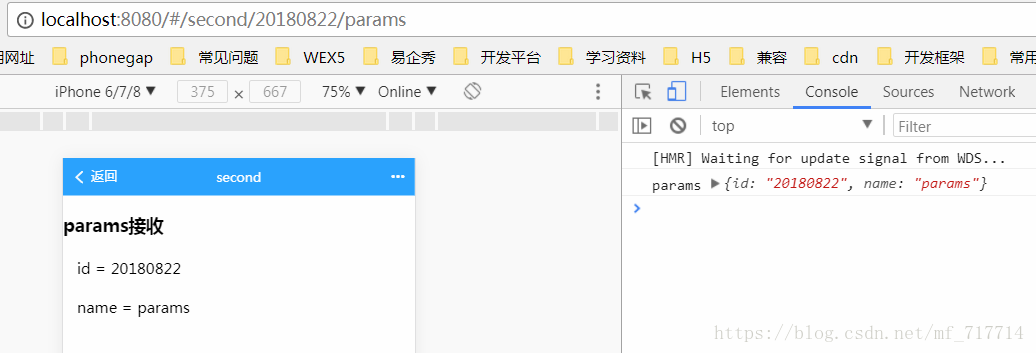 localhost:8080/#/second/20180822/params
用网址 phonegap 常见问题 WEX5 易企秀 开发平台 学习资料 H5 兼容 cdn 开发框架 常用
iPhone 6/7/8 ▼ 375 × 667 75% ▼ Online ▼
Elements Console Sources Network
top ▼ Filter
返回 second
params接收
id = 20180822
name = params
[HMR] Waiting for update signal from WDS...
params ▶ {id: "20180822", name: "params"}
https://blog.csdn.net/mf_717714